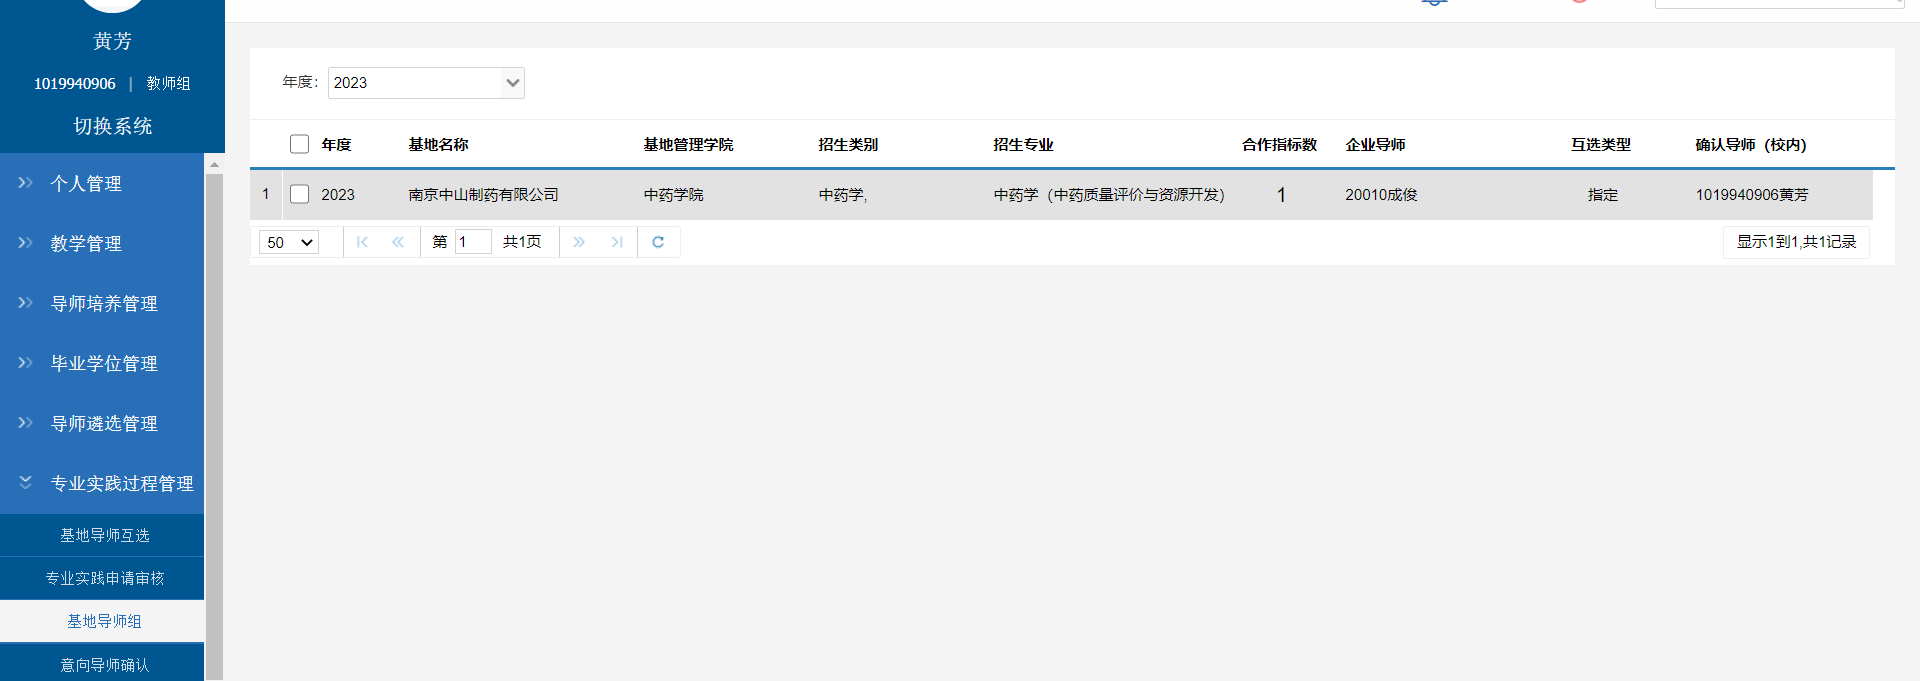 黄芳
1019940906 | 教师组
切换系统
个人管理
教学管理
导师培养管理
毕业学位管理
导师遴选管理
专业实践过程管理
基地导师互选
专业实践申请审核
基地导师组
意向导师确认
年度： 2023
年度 基地名称 基地管理学院 招生类别 招生专业 合作指标数 企业导师 互选类型 确认导师（校内）
1 2023 南京中山制药有限公司 中药学院 中药学, 中药学（中药质量评价与资源开发） 1 20010成俊 指定 1019940906黄芳
50 第 1 共1页 显示1到1,共1记录